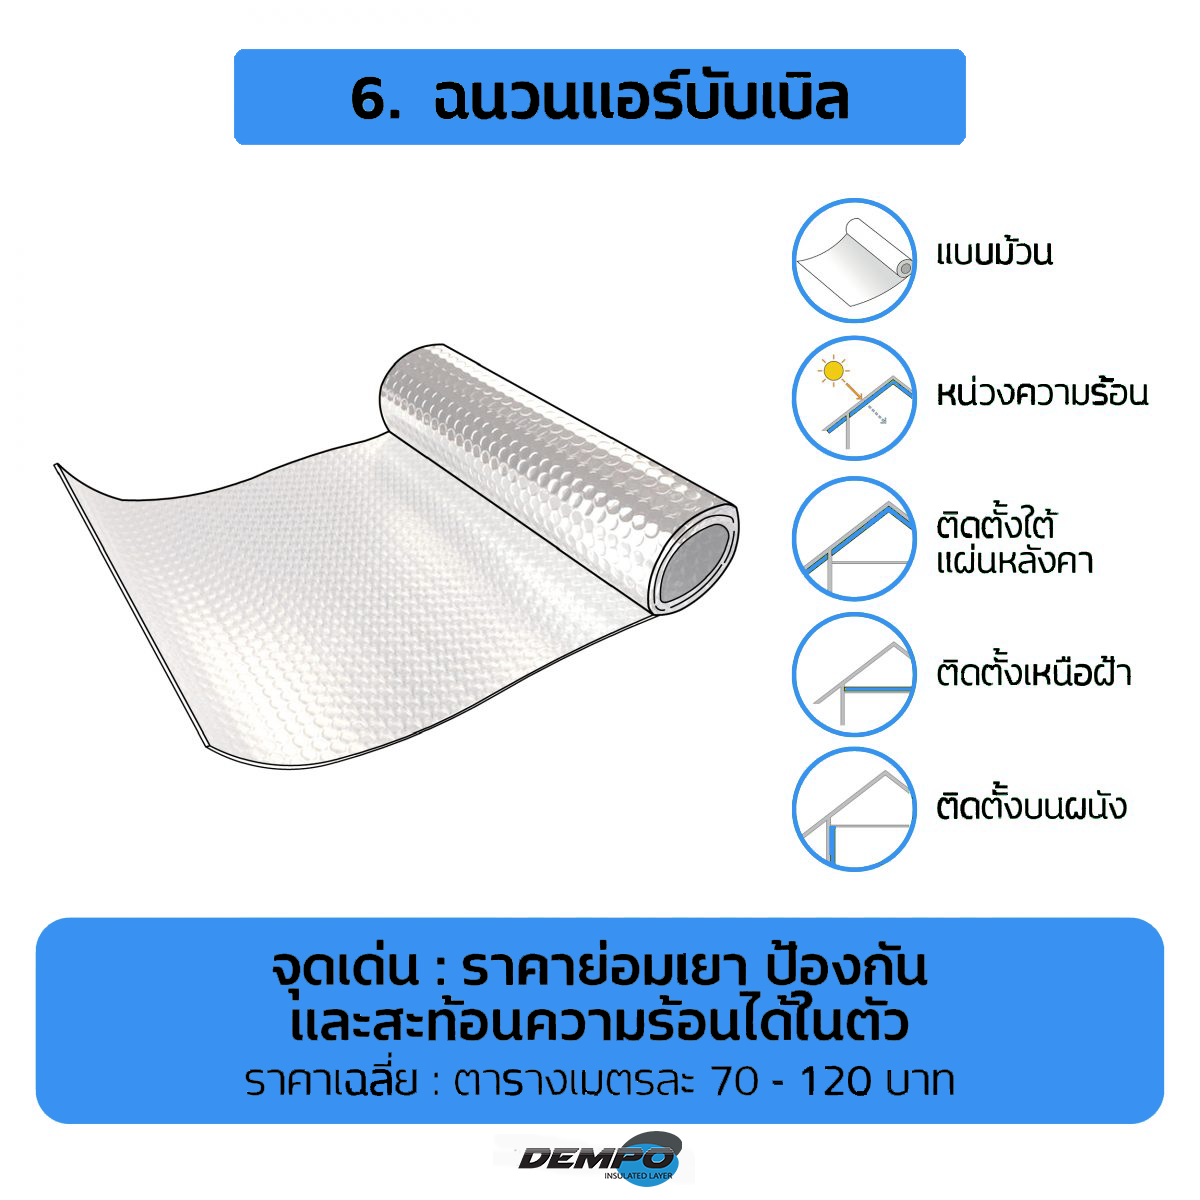 6. ฉนวนแอร์บับเบิล
แบบม้วน
หน่วงความร้อน
ติดตั้งใต้
แผ่นหลังคา
ติดตั้งเหนือฝ้า
ติดตั้งบนผนัง
จุดเด่น : ราคาย่อมเยา ป้องกัน
และสะท้อนความร้อนได้ในตัว
ราคาเฉลี่ย : ตารางเมตรละ 70 - 120 บาท
DEMPO
INSULATED LAYER